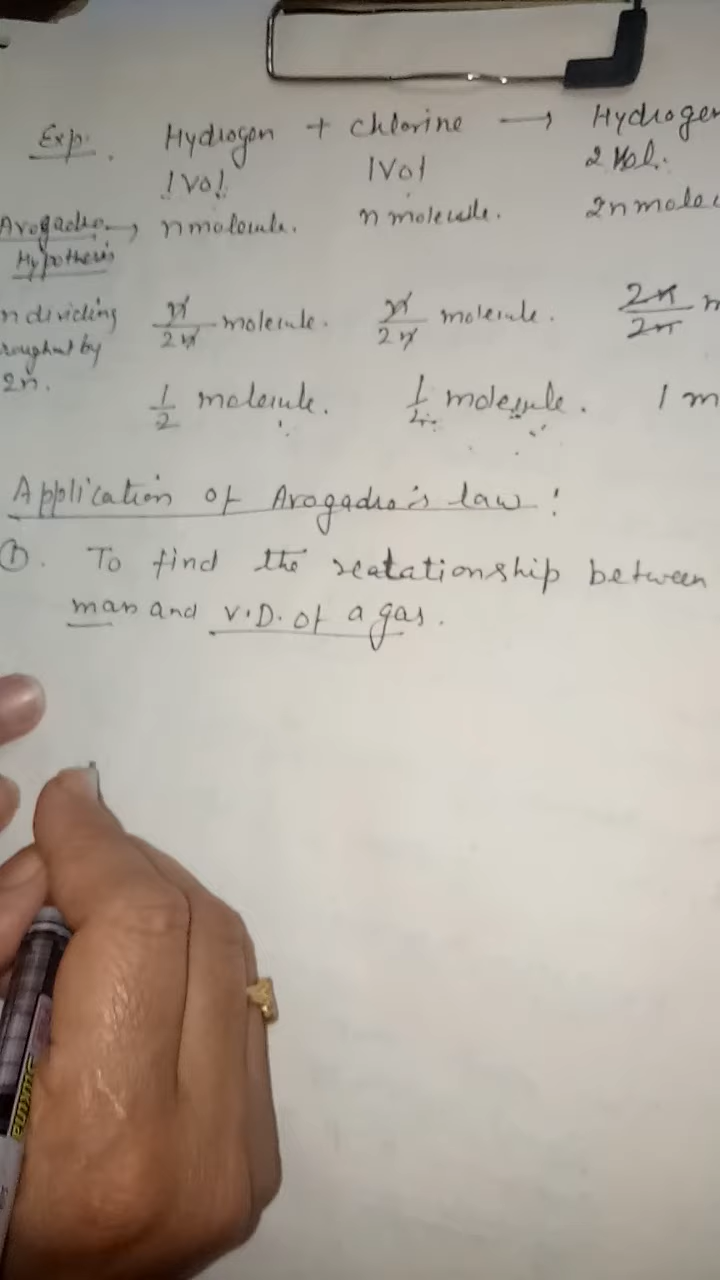 Exp. Hydrogen + chlorine → Hydrogen
1 Vol 1 Vol 2 Vol.
Avogadro → n molecule. n molecule. 2n molec
Hypothesis
n dividing n/2n molecule. n/2n molecule. 2n/2n m
roughout by
2n.
1/2 molecule. 1/2 molecule. 1 m
Application of Avogadro's law!
①. To find the realationship between
mass and V.D. of a gas.